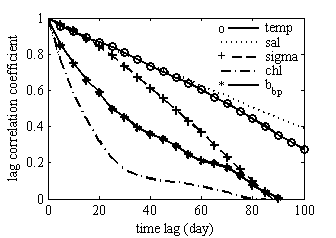 lag correlation coefficient
1
0.8
0.6
0.4
0.2
0
0 20 40 60 80 100
time lag (day)
temp
sal
sigma
chl
b_bp